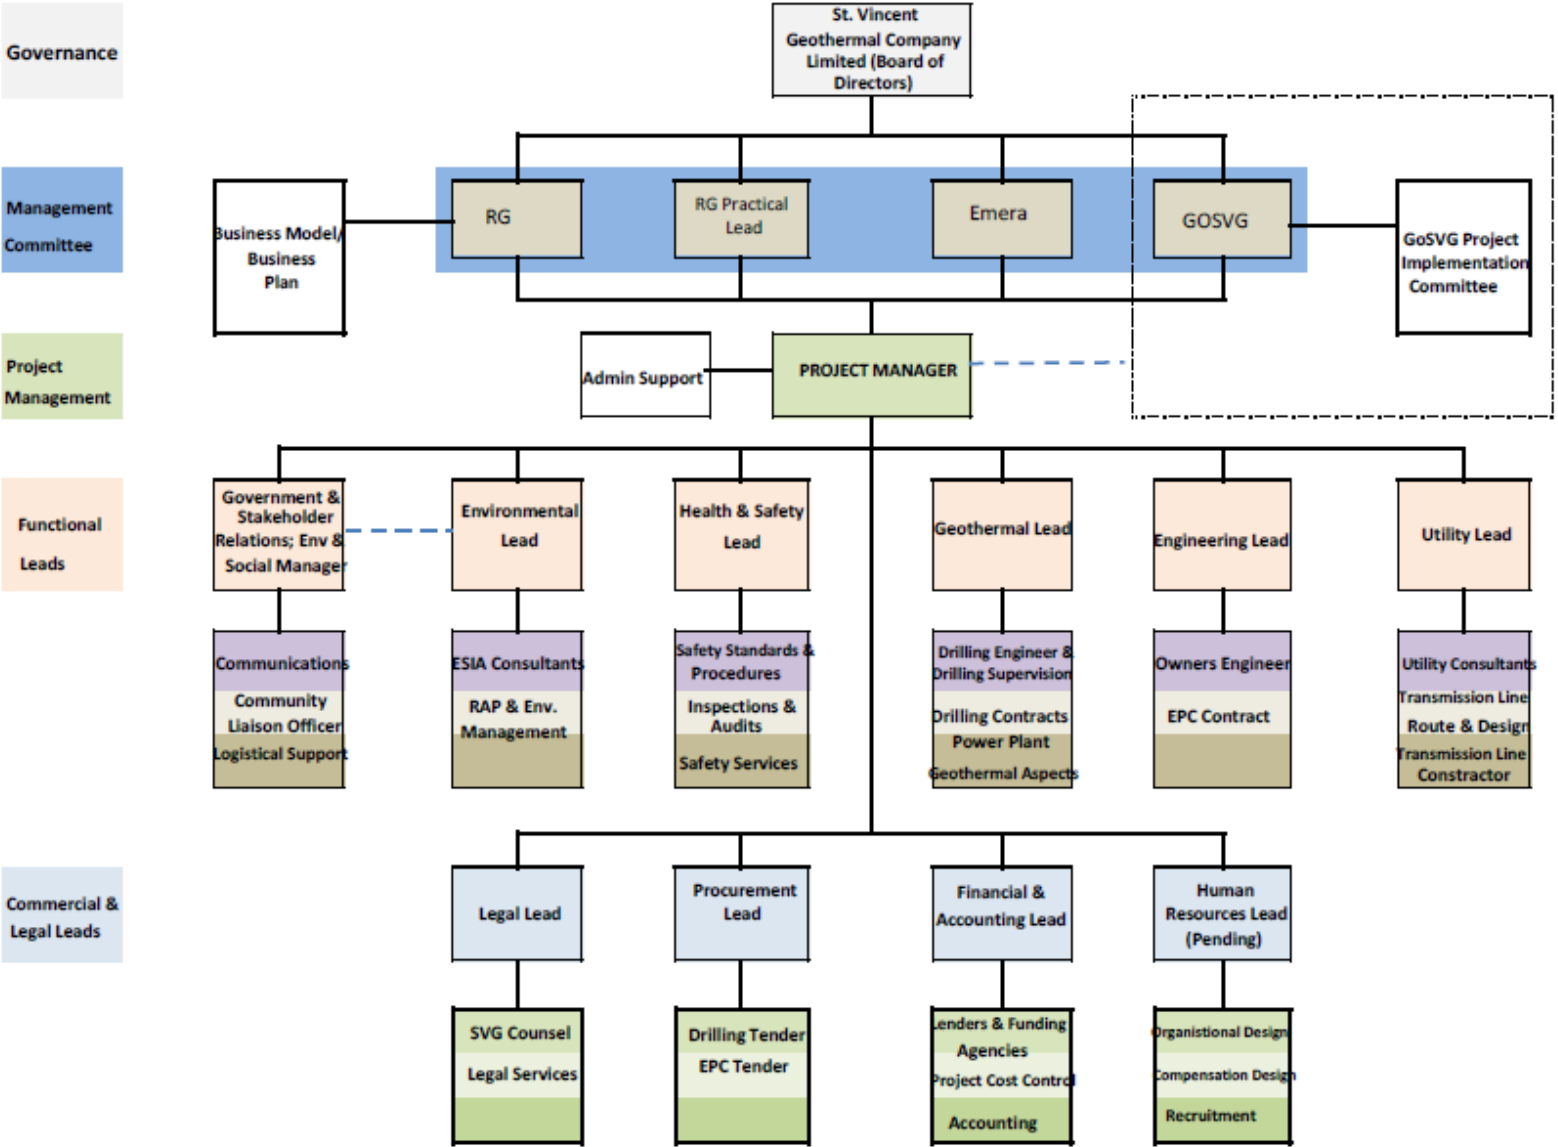 Governance
St. Vincent
Geothermal Company
Limited (Board of
Directors)
Management
Committee
Business Model/
Business
Plan
RG
RG Practical
Lead
Emera
GOSVG
GoSVG Project
Implementation
Committee
Project
Management
Admin Support
PROJECT MANAGER
Functional
Leads
Government &
Stakeholder
Relations; Env &
Social Manager
Environmental
Lead
Health & Safety
Lead
Geothermal Lead
Engineering Lead
Utility Lead
Communications
Community
Liaison Officer
Logistical Support
ESIA Consultants
RAP & Env.
Management
Safety Standards &
Procedures
Inspections &
Audits
Safety Services
Drilling Engineer &
Drilling Supervision
Drilling Contracts
Power Plant
Geothermal Aspects
Owners Engineer
EPC Contract
Utility Consultants
Transmission Line
Route & Design
Transmission Line
Constractor
Commercial &
Legal Leads
Legal Lead
Procurement
Lead
Financial &
Accounting Lead
Human
Resources Lead
(Pending)
SVG Counsel
Legal Services
Drilling Tender
EPC Tender
Lenders & Funding
Agencies
Project Cost Control
Accounting
Organistional Design
Compensation Design
Recruitment